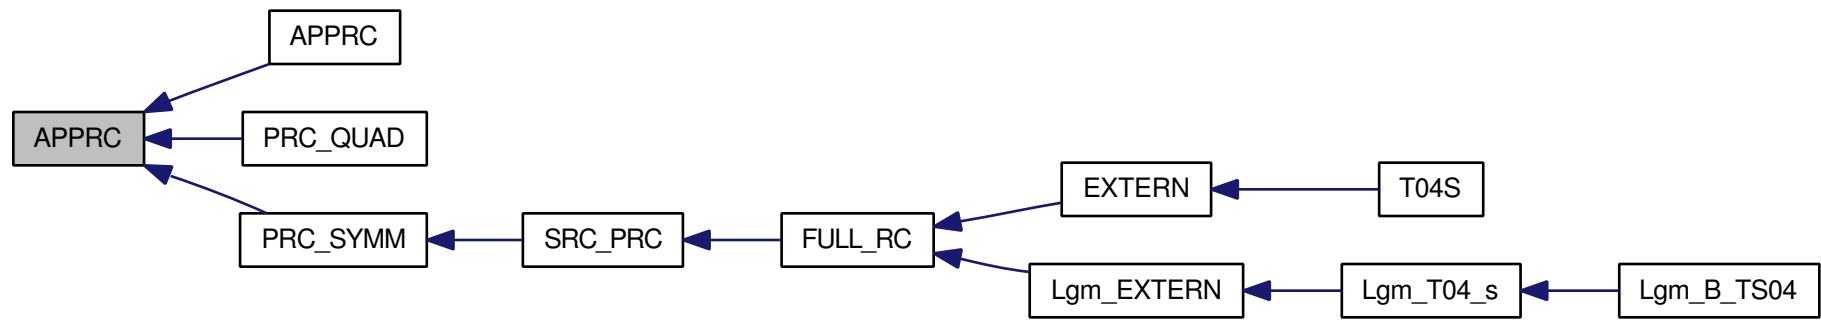 APPRC
APPRC
PRC_QUAD
PRC_SYMM
SRC_PRC
FULL_RC
EXTERN
T04S
Lgm_EXTERN
Lgm_T04_s
Lgm_B_TS04